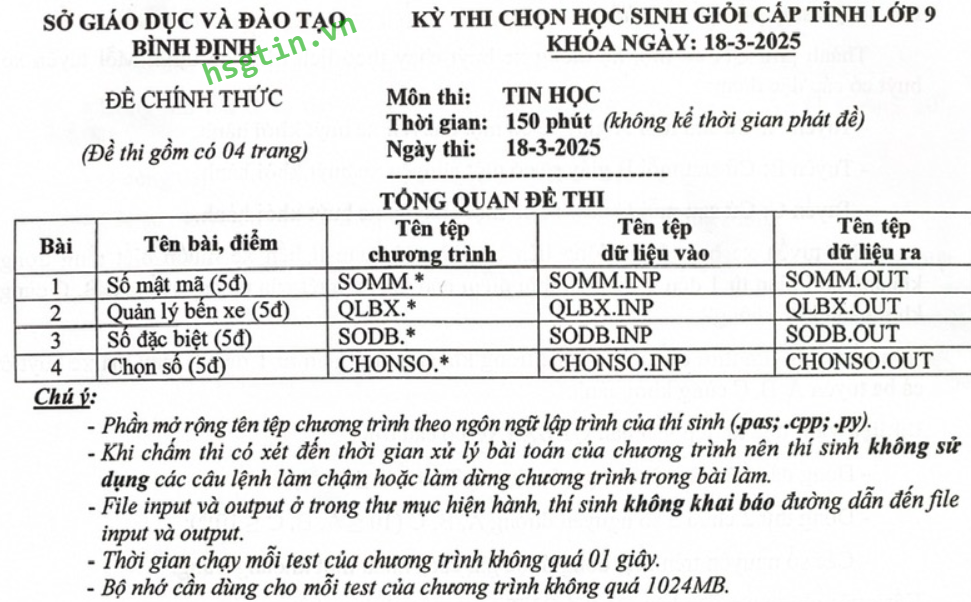 SỞ GIÁO DỤC VÀ ĐÀO TẠO
BÌNH ĐỊNH
hsgtin.vn
ĐỀ CHÍNH THỨC
(Đề thi gồm có 04 trang)
KỲ THI CHỌN HỌC SINH GIỎI CẤP TỈNH LỚP 9
KHÓA NGÀY: 18-3-2025
Môn thi: TIN HỌC
Thời gian: 150 phút (không kể thời gian phát đề)
Ngày thi: 18-3-2025
TỔNG QUAN ĐỀ THI
Bài Tên bài, điểm Tên tệp chương trình Tên tệp dữ liệu vào Tên tệp dữ liệu ra
1 Số mật mã (5đ) SOMM.* SOMM.INP SOMM.OUT
2 Quản lý bến xe (5đ) QLBX.* QLBX.INP QLBX.OUT
3 Số đặc biệt (5đ) SODB.* SODB.INP SODB.OUT
4 Chọn số (5đ) CHONSO.* CHONSO.INP CHONSO.OUT
Chú ý:
- Phần mở rộng tên tệp chương trình theo ngôn ngữ lập trình của thí sinh (.pas; .cpp; .py).
- Khi chấm thi có xét đến thời gian xử lý bài toán của chương trình nên thí sinh không sử
dụng các câu lệnh làm chậm hoặc làm dừng chương trình trong bài làm.
- File input và output ở trong thư mục hiện hành, thí sinh không khai báo đường dẫn đến file
input và output.
- Thời gian chạy mỗi test của chương trình không quá 01 giây.
- Bộ nhớ cần dùng cho mỗi test của chương trình không quá 1024MB.